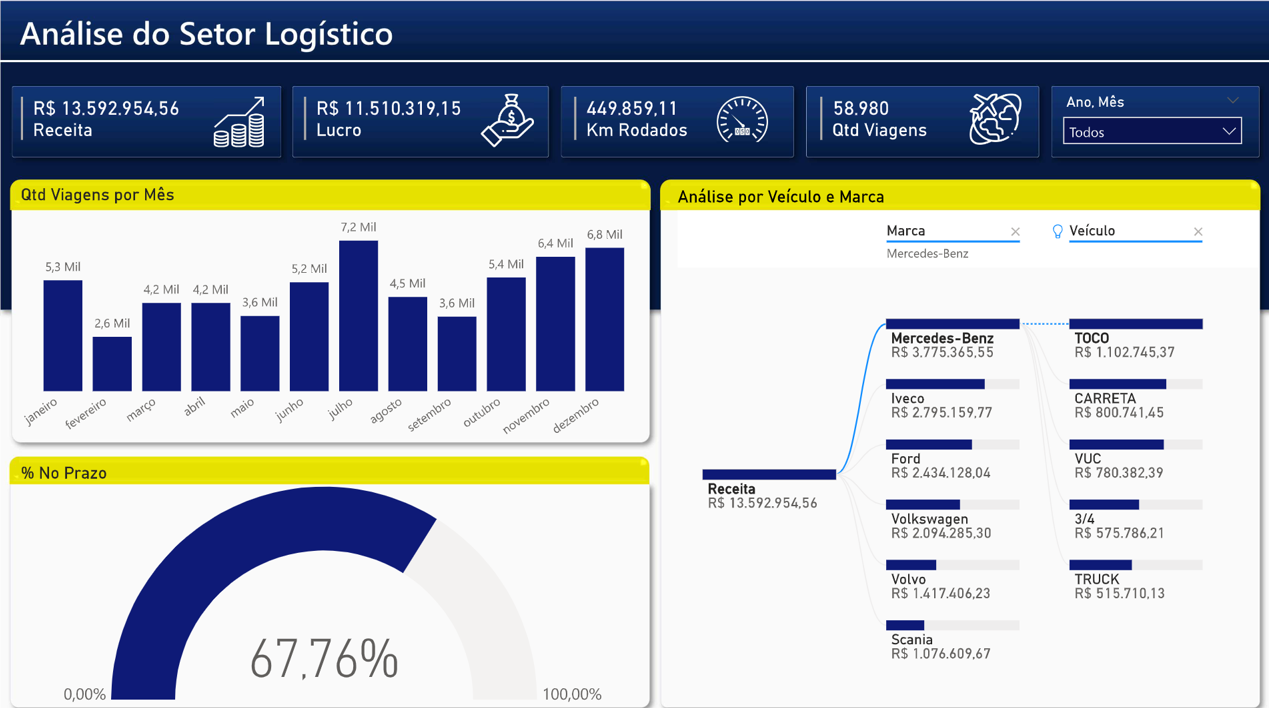 Análise do Setor Logístico
R$ 13.592.954,56
Receita
R$ 11.510.319,15
Lucro
449.859,11
Km Rodados
58.980
Qtd Viagens
Ano, Mês
Todos
Qtd Viagens por Mês
5,3 Mil
2,6 Mil
4,2 Mil
4,2 Mil
3,6 Mil
5,2 Mil
7,2 Mil
4,5 Mil
3,6 Mil
5,4 Mil
6,4 Mil
6,8 Mil
janeiro
fevereiro
março
abril
maio
junho
julho
agosto
setembro
outubro
novembro
dezembro
% No Prazo
67,76%
0,00%
100,00%
Análise por Veículo e Marca
Marca
Mercedes-Benz
Veículo
Receita
R$ 13.592.954,56
Mercedes-Benz
R$ 3.775.365,55
Iveco
R$ 2.795.159,77
Ford
R$ 2.434.128,04
Volkswagen
R$ 2.094.285,30
Volvo
R$ 1.417.406,23
Scania
R$ 1.076.609,67
TOCO
R$ 1.102.745,37
CARRETA
R$ 800.741,45
VUC
R$ 780.382,39
3/4
R$ 575.786,21
TRUCK
R$ 515.710,13